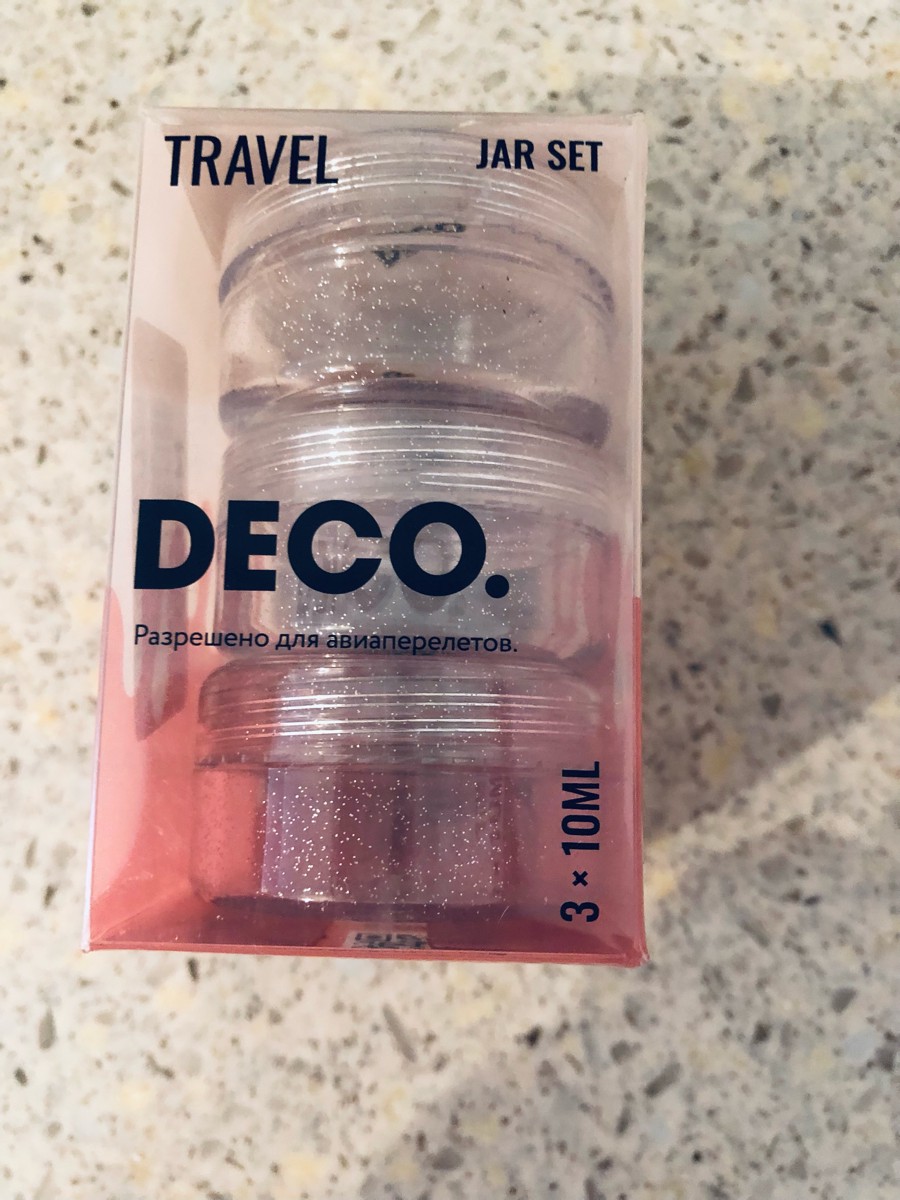 TRAVEL
JAR SET
DECO.
Разрешено для авиаперелетов.
3 × 10ML